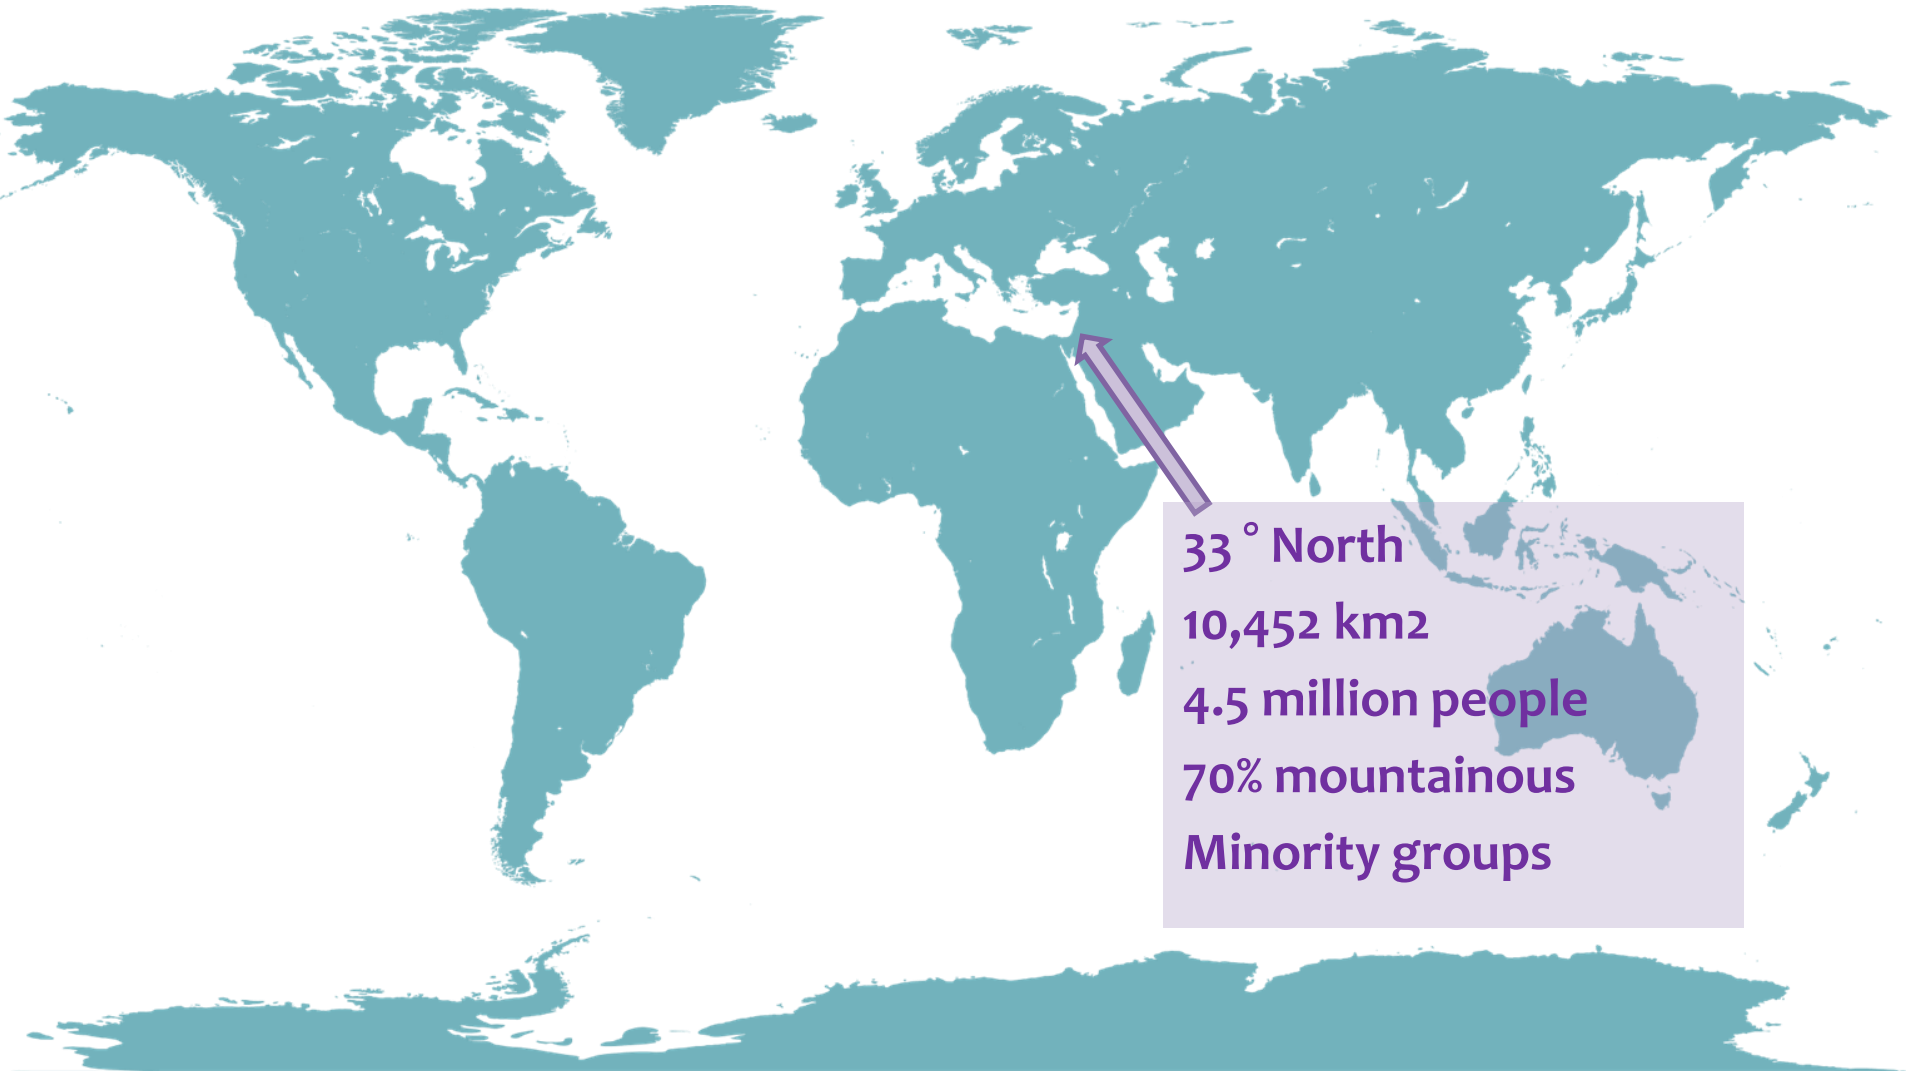 33 ° North
10,452 km2
4.5 million people
70% mountainous
Minority groups